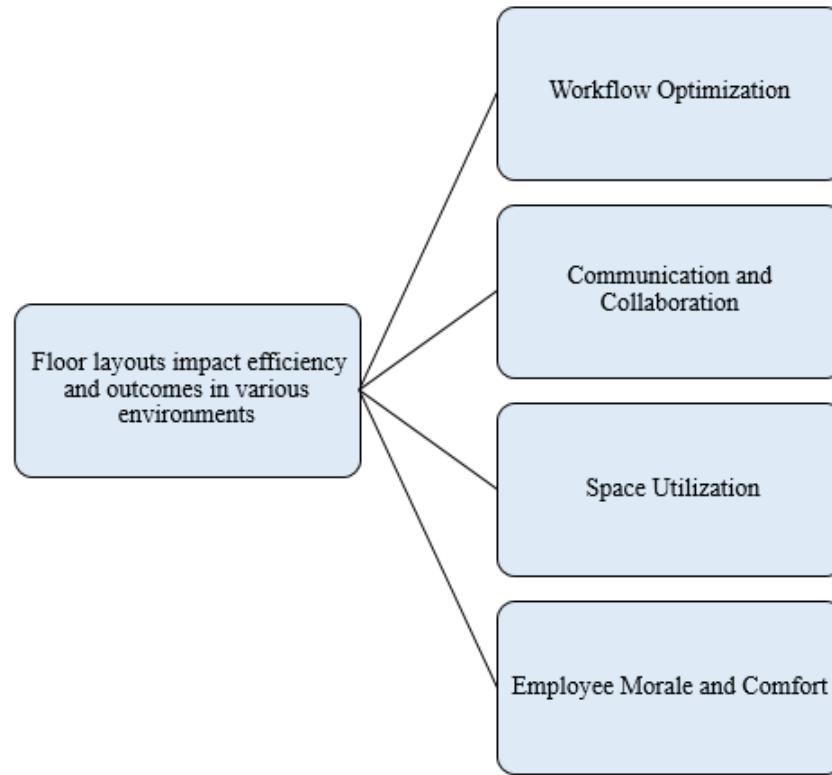 Workflow Optimization
Communication and
Collaboration
Floor layouts impact efficiency
and outcomes in various
environments
Space Utilization
Employee Morale and Comfort